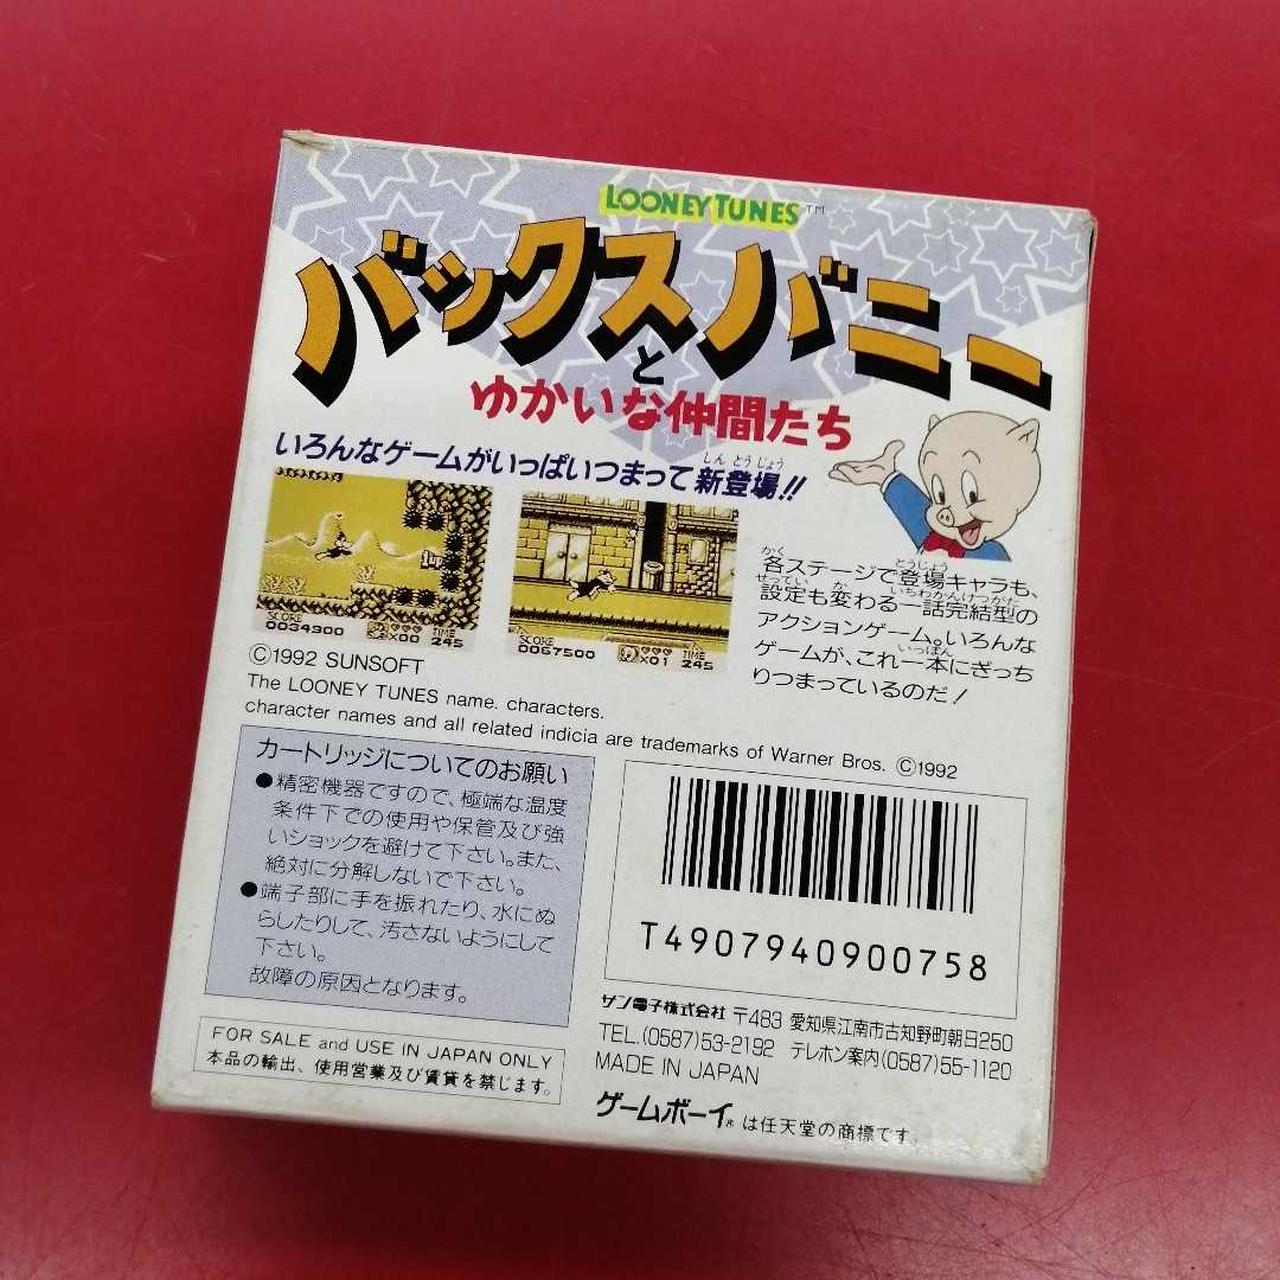 LOONEY TUNES™
バックスバニー
と
ゆかいな仲間たち
いろんなゲームがいっぱいつまって新登場!!
しんとうじょう
SCORE
0034900
×00
TIME
245
SCORE
0067500
×01
TIME
245
各ステージで登場キャラも、
設定も変わる一話完結型の
アクションゲーム。いろんな
ゲームが、これ一本にぎっち
りつまっているのだ！
©1992 SUNSOFT
The LOONEY TUNES name. characters.
character names and all related indicia are trademarks of Warner Bros. ©1992
カートリッジについてのお願い
●精密機器ですので、極端な温度
条件下での使用や保管及び強
いショックを避けて下さい。また、
絶対に分解しないで下さい。
●端子部に手を振れたり、水にぬ
らしたりして、汚さないようにして
下さい。
故障の原因となります。
FOR SALE and USE IN JAPAN ONLY
本品の輸出、使用営業及び賃貸を禁じます。
T4907940900758
サン電子株式会社 〒483 愛知県江南市古知野町朝日250
TEL.(0587)53-2192 テレホン案内(0587)55-1120
MADE IN JAPAN
ゲームボーイ® は任天堂の商標です。